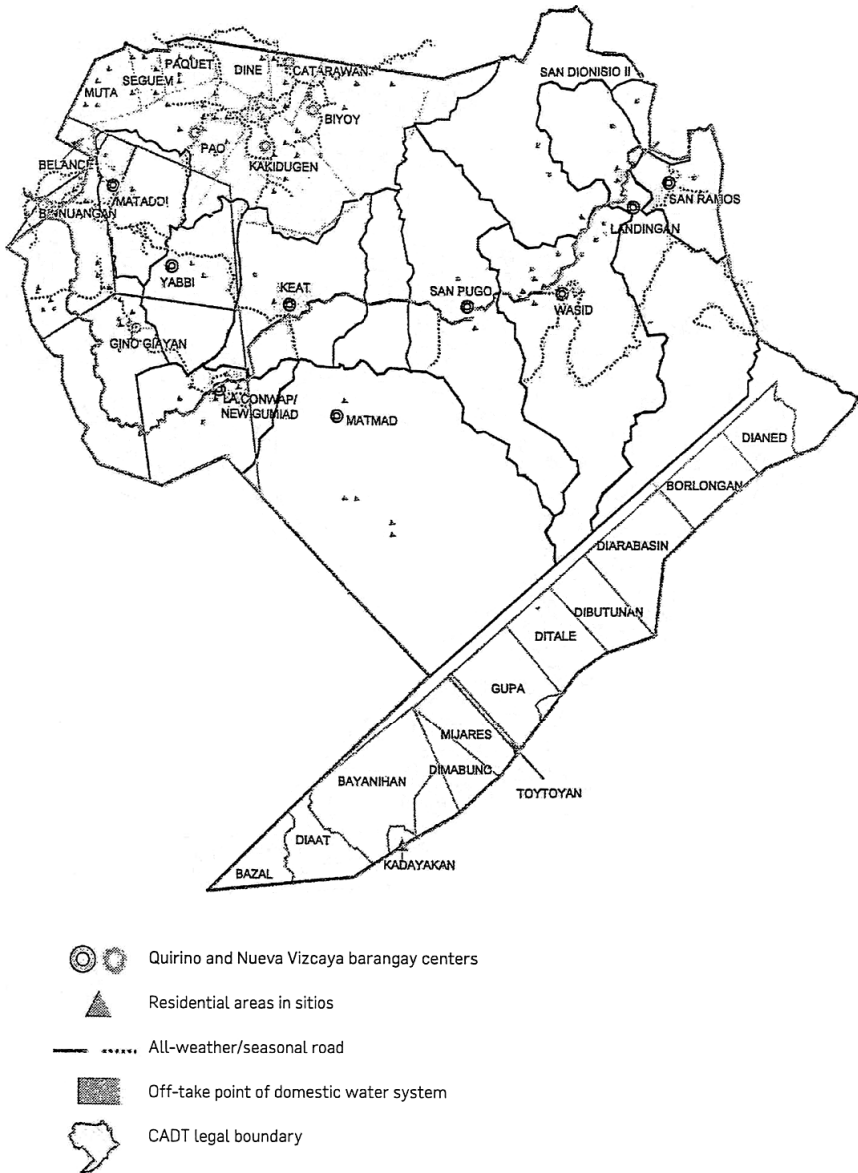 SAN DIONISIO II
PAQUET
DINE
CATARAWAN
SEGUEM
MUTA
BIYOY
PAO
KAKIDUGEN
BELANCE
MATADDI
SAN RAMOS
BINNUANGAN
LANDINGAN
YABBI
KEAT
SAN PUGO
WASID
GINO GIAYAN
LA CONWAP/
NEW GUMIAD
MATMAD
DIANED
BORLONGAN
DIARABASIN
DIBUTUNAN
DITALE
GUPA
MIJARES
DIMABUNG
BAYANIHAN
TOYTOYAN
DIAAT
KADAYAKAN
BAZAL
Quirino and Nueva Vizcaya barangay centers
Residential areas in sitios
All-weather/seasonal road
Off-take point of domestic water system
CADT legal boundary